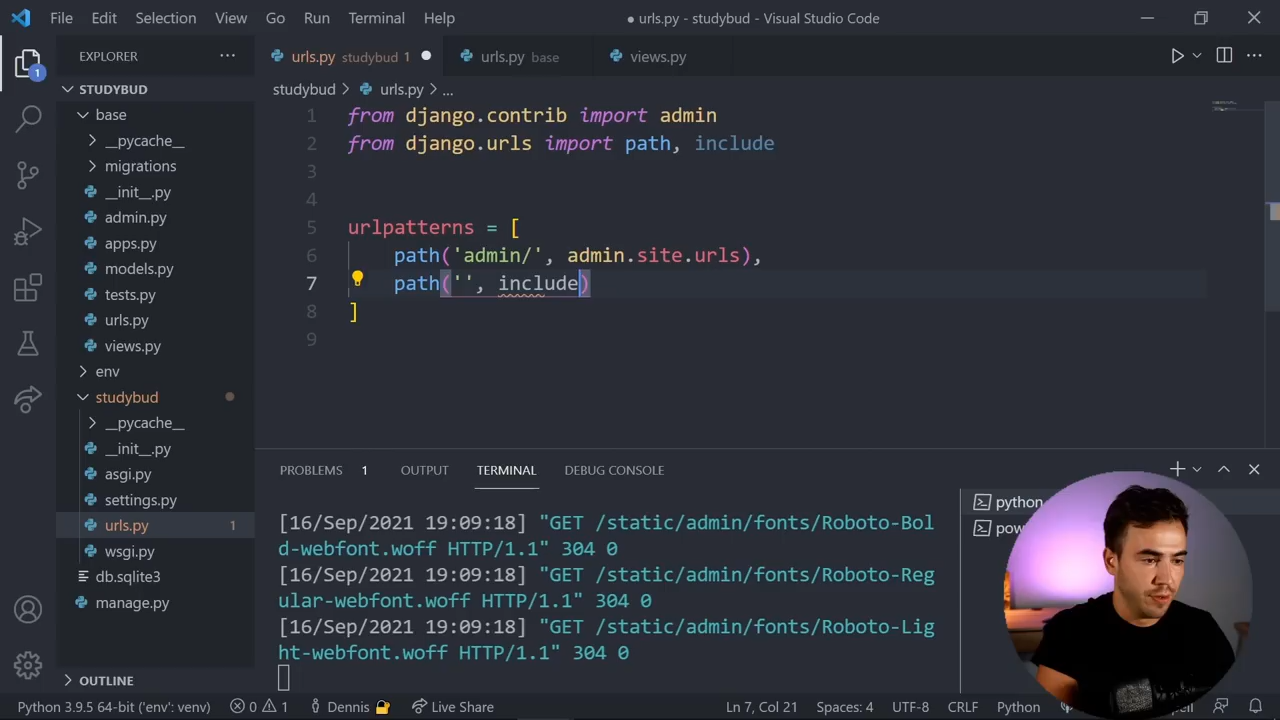 File Edit Selection View Go Run Terminal Help
● urls.py - studybud - Visual Studio Code
EXPLORER
urls.py studybud 1
urls.py base
views.py
1
STUDYBUD
base
__pycache__
migrations
__init__.py
admin.py
apps.py
models.py
tests.py
urls.py
views.py
env
studybud
__pycache__
__init__.py
asgi.py
settings.py
urls.py 1
wsgi.py
db.sqlite3
manage.py
OUTLINE
studybud > urls.py > ...
1 from django.contrib import admin
2 from django.urls import path, include
3
4
5 urlpatterns = [
6 path('admin/', admin.site.urls),
7 path('', include)
8 ]
9
PROBLEMS 1 OUTPUT TERMINAL DEBUG CONSOLE
[16/Sep/2021 19:09:18] "GET /static/admin/fonts/Roboto-Bol
d-webfont.woff HTTP/1.1" 304 0
[16/Sep/2021 19:09:18] "GET /static/admin/fonts/Roboto-Reg
ular-webfont.woff HTTP/1.1" 304 0
[16/Sep/2021 19:09:18] "GET /static/admin/fonts/Roboto-Lig
ht-webfont.woff HTTP/1.1" 304 0
python
Python 3.9.5 64-bit ('env': venv) 0 1 Dennis Live Share Ln 7, Col 21 Spaces: 4 UTF-8 CRLF Python